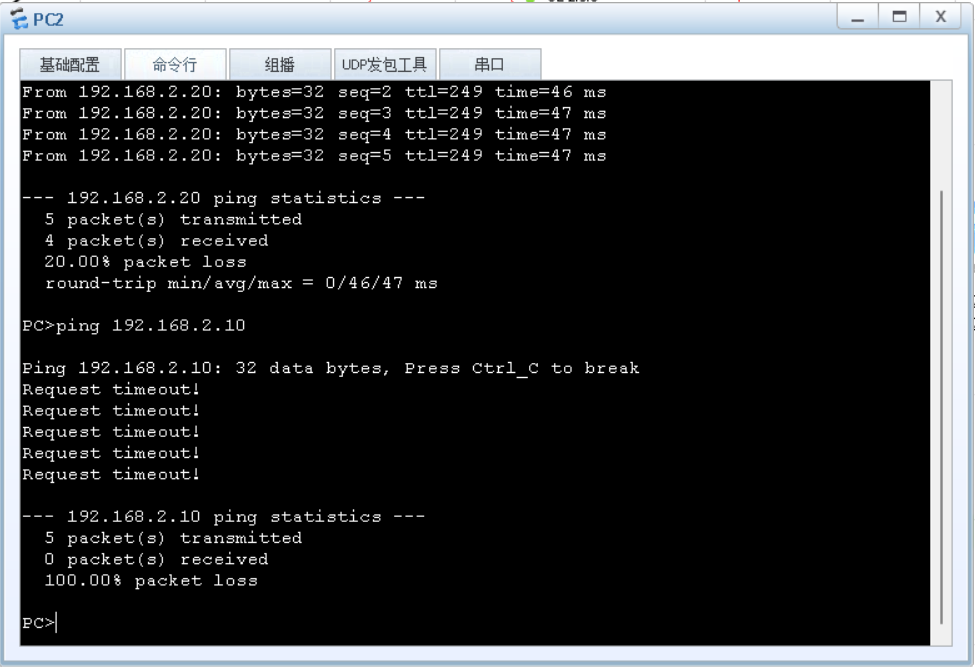 PC2
基础配置
命令行
组播
UDP发包工具
串口
From 192.168.2.20: bytes=32 seq=2 ttl=249 time=46 ms
From 192.168.2.20: bytes=32 seq=3 ttl=249 time=47 ms
From 192.168.2.20: bytes=32 seq=4 ttl=249 time=47 ms
From 192.168.2.20: bytes=32 seq=5 ttl=249 time=47 ms
--- 192.168.2.20 ping statistics ---
5 packet(s) transmitted
4 packet(s) received
20.00% packet loss
round-trip min/avg/max = 0/46/47 ms
PC>ping 192.168.2.10
Ping 192.168.2.10: 32 data bytes, Press Ctrl_C to break
Request timeout!
Request timeout!
Request timeout!
Request timeout!
Request timeout!
--- 192.168.2.10 ping statistics ---
5 packet(s) transmitted
0 packet(s) received
100.00% packet loss
PC>